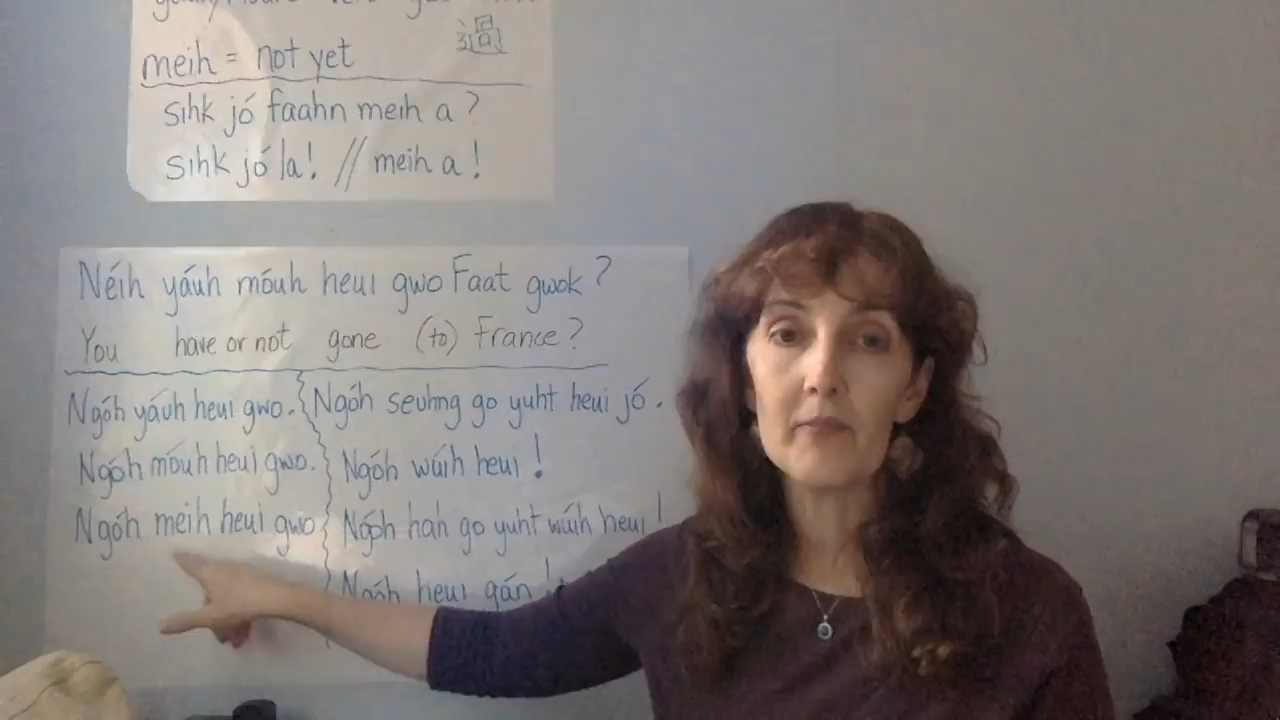 過
meih = not yet
sihk jó faahn meih a?
sihk jó la! // meih a!
Néih yáuh móuh heui gwo Faat gwok?
You have or not gone (to) France?
Ngóh yáuh heui gwo.
Ngóh móuh heui gwo.
Ngóh meih heui gwo
Ngóh seuhng go yuht heui jó.
Ngóh wúih heui!
Ngóh hah go yuht wúih heui!
Ngóh heui gán!